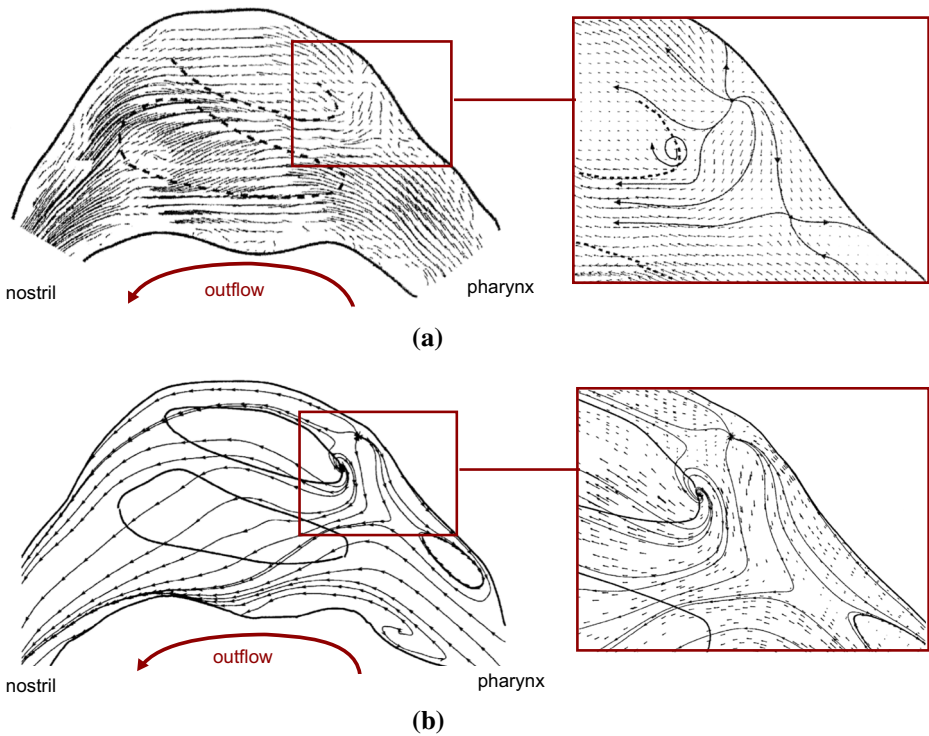 nostril
outflow
pharynx
(a)
nostril
outflow
pharynx
(b)